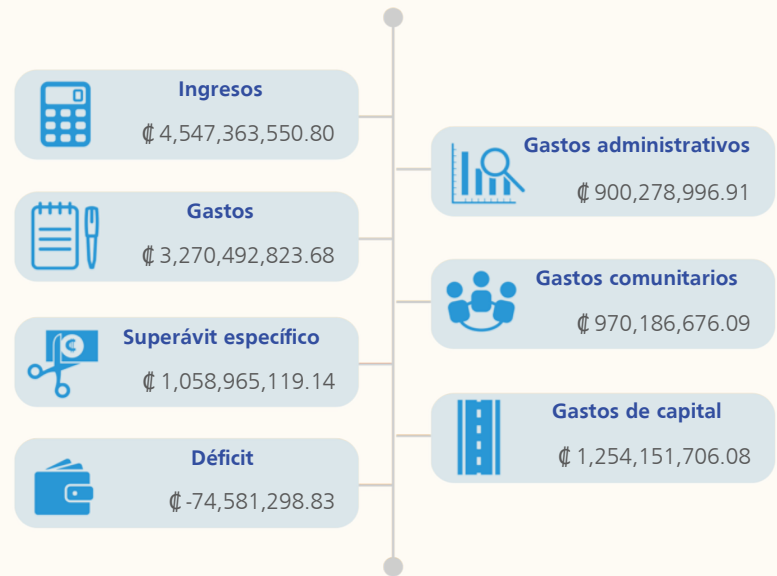 Ingresos
₡ 4,547,363,550.80
Gastos
₡ 3,270,492,823.68
Superávit específico
₡ 1,058,965,119.14
Déficit
₡ -74,581,298.83
Gastos administrativos
₡ 900,278,996.91
Gastos comunitarios
₡ 970,186,676.09
Gastos de capital
₡ 1,254,151,706.08